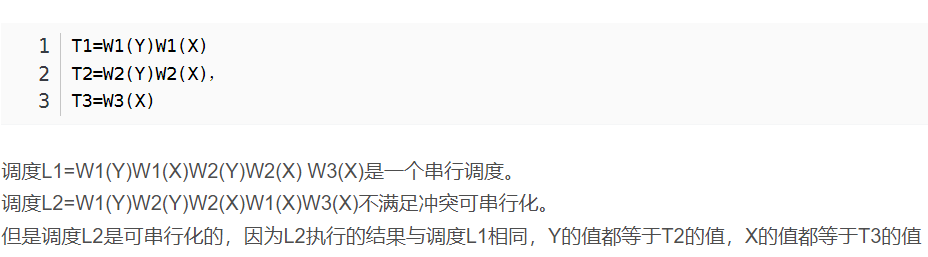 1 T1=W1(Y)W1(X)
2 T2=W2(Y)W2(X),
3 T3=W3(X)
调度L1=W1(Y)W1(X)W2(Y)W2(X) W3(X)是一个串行调度。
调度L2=W1(Y)W2(Y)W2(X)W1(X)W3(X)不满足冲突可串行化。
但是调度L2是可串行化的，因为L2执行的结果与调度L1相同，Y的值都等于T2的值，X的值都等于T3的值